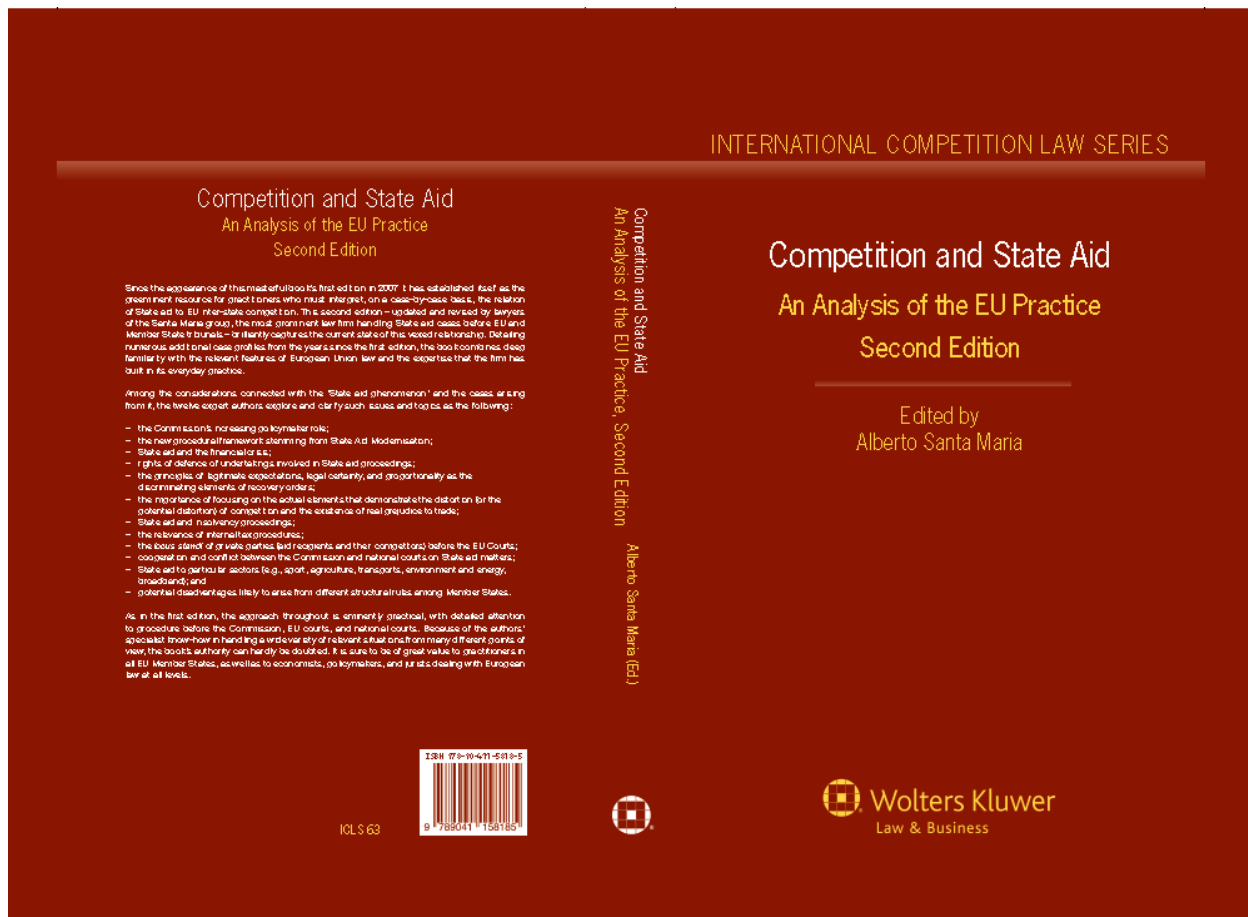 INTERNATIONAL COMPETITION LAW SERIES
Competition and State Aid
An Analysis of the EU Practice
Second Edition
Since the appearance of this masterful book's first edition in 2007 it has established itself as the
preeminent resource for practitioners who must interpret, on a case-by-case basis, the relation
of State aid to EU inter-state competition. This second edition – updated and revised by lawyers
of the Santa Maria group, the most prominent law firm handling State aid cases before EU and
Member State tribunals – brilliantly captures the current state of this vexed relationship. Detailing
numerous additional case profiles from the years since the first edition, the book combines deep
familiarity with the relevant features of European Union law and the expertise that the firm has
built in its everyday practice.
Among the considerations connected with the 'State aid phenomenon' and the cases arising
from it, the twelve expert authors explore and clarify such issues and topics as the following:
– the Commission's increasing policymaker role;
– the new procedural framework stemming from State Aid Modernisation;
– State aid and the financial crisis;
– rights of defence of undertakings involved in State aid proceedings;
– the principles of legitimate expectations, legal certainty, and proportionality as the
discriminating elements of recovery orders;
– the importance of focusing on the actual elements that demonstrate the distortion (or the
potential distortion) of competition and the existence of real prejudice to trade;
– State aid and insolvency proceedings;
– the relevance of internal tax procedures;
– the locus standi of private parties (aid recipients and their competitors) before the EU Courts;
– cooperation and conflict between the Commission and national courts on State aid matters;
– State aid to particular sectors (e.g., sport, agriculture, transports, environment and energy,
broadband); and
– potential disadvantages likely to arise from different structural rules among Member States.
As in the first edition, the approach throughout is eminently practical, with detailed attention
to procedure before the Commission, EU courts, and national courts. Because of the authors'
specialist know-how in handling a wide variety of relevant situations from many different points of
view, the book's authority can hardly be doubted. It is sure to be of great value to practitioners in
all EU Member States, as well as to economists, policymakers, and jurists dealing with European
law at all levels.
ISBN 978-90-411-5818-5
9 789041 158185
ICLS 63
Competition and State Aid
An Analysis of the EU Practice, Second Edition
Alberto Santa Maria (Ed.)
Competition and State Aid
An Analysis of the EU Practice
Second Edition
Edited by
Alberto Santa Maria
Wolters Kluwer
Law & Business